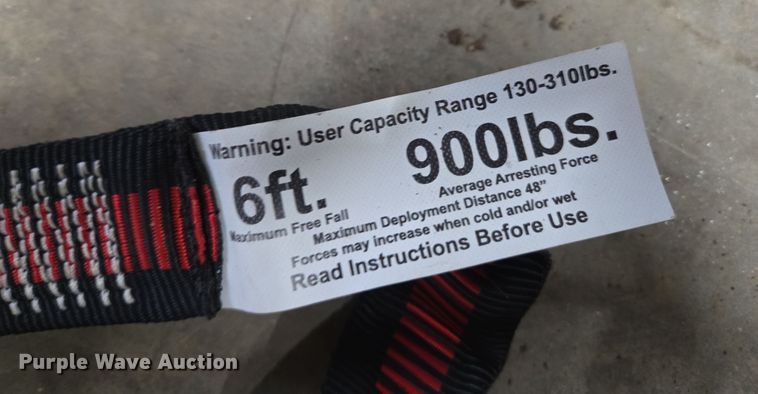 Warning: User Capacity Range 130-310lbs.
6ft.
Maximum Free Fall
900lbs.
Average Arresting Force
Maximum Deployment Distance 48"
Forces may increase when cold and/or wet
Read Instructions Before Use
Purple Wave Auction